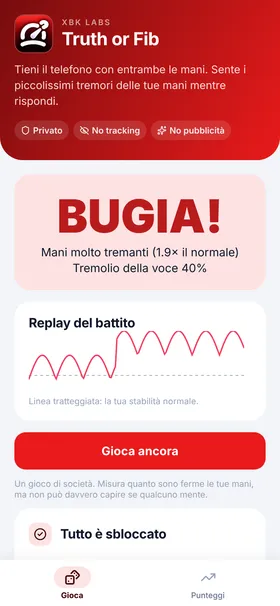 XBK LABS
Truth or Fib
Tieni il telefono con entrambe le mani. Sente i
piccolissimi tremori delle tue mani mentre
rispondi.
Privato
No tracking
No pubblicità
BUGIA!
Mani molto tremanti (1.9× il normale)
Tremolio della voce 40%
Replay del battito
Linea tratteggiata: la tua stabilità normale.
Gioca ancora
Un gioco di società. Misura quanto sono ferme le tue mani,
ma non può davvero capire se qualcuno mente.
Tutto è sbloccato
Gioca
Punteggi